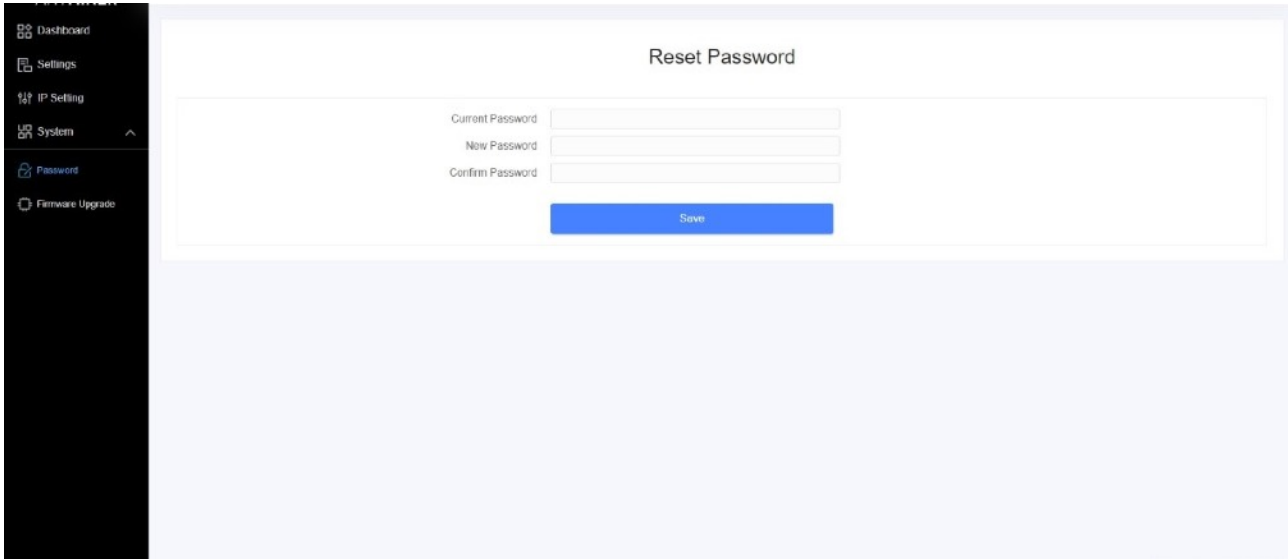 Dashboard
Settings
IP Setting
System
Password
Firmware Upgrade
Reset Password
Current Password
New Password
Confirm Password
Save